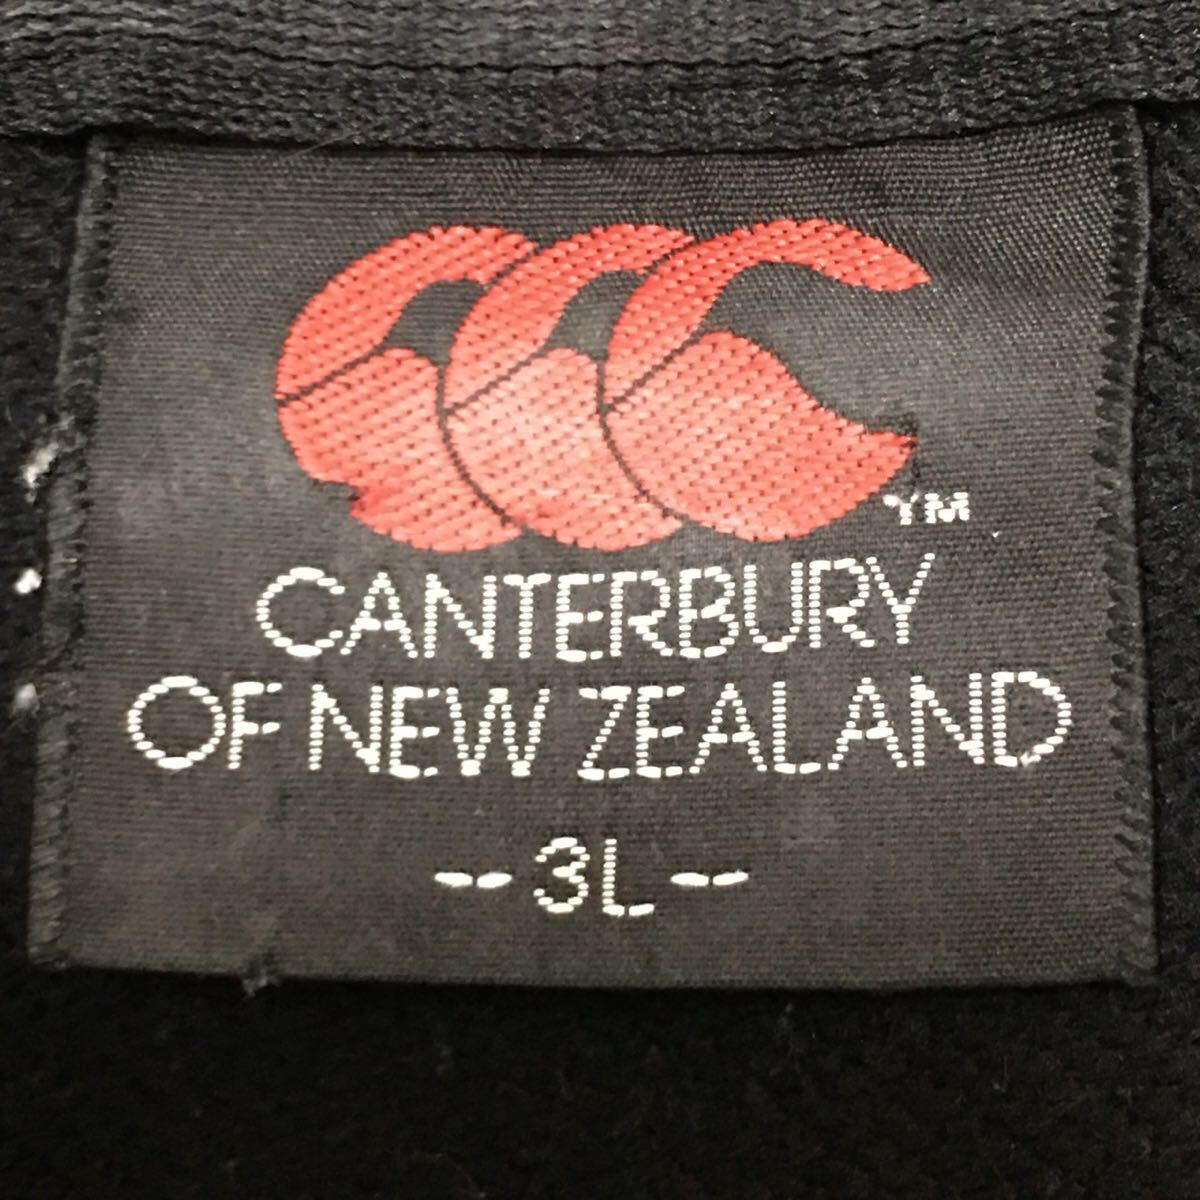 ™
CANTERBURY
OF NEW ZEALAND
-- 3L --